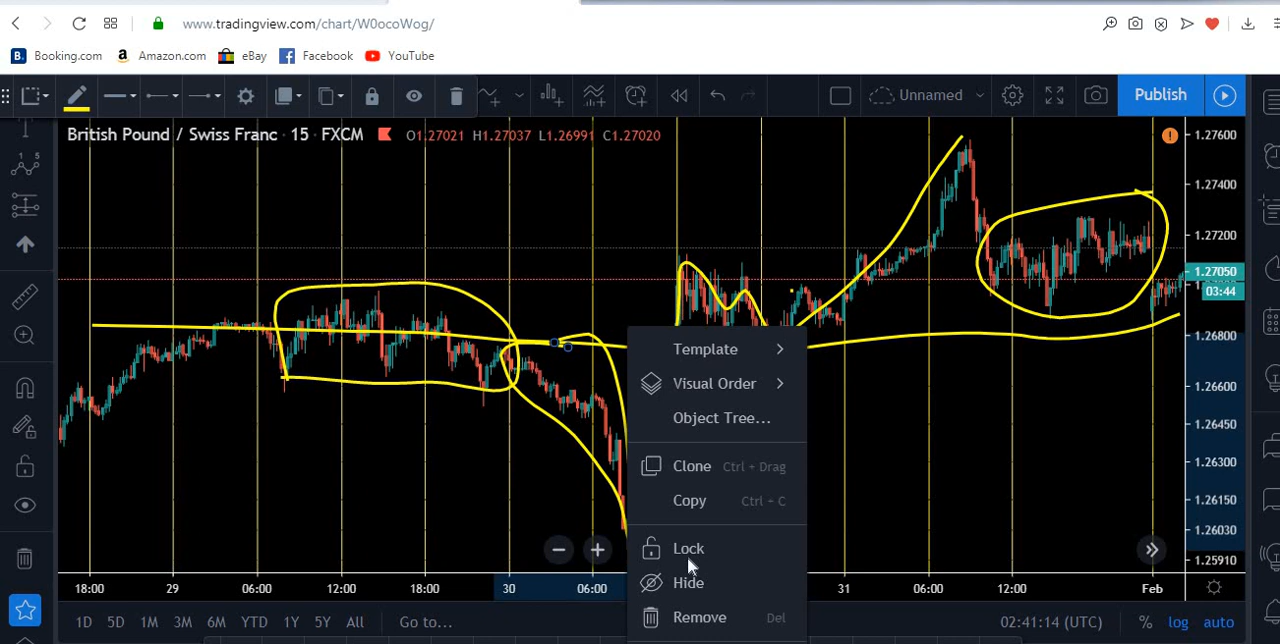 www.tradingview.com/chart/W0ocoWog/
B. Booking.com a Amazon.com eBay Facebook YouTube
Unnamed Publish
British Pound / Swiss Franc · 15 · FXCM O1.27021 H1.27037 L1.26991 C1.27020
1.27600
1.27400
1.27200
1.27050
03:44
1.26800
1.26600
1.26450
1.26300
1.26150
1.26030
1.25910
Template
Visual Order
Object Tree...
Clone Ctrl + Drag
Copy Ctrl + C
Lock
Hide
Remove Del
18:00 29 06:00 12:00 18:00 30 06:00 31 06:00 12:00 Feb
1D 5D 1M 3M 6M YTD 1Y 5Y All Go to... 02:41:14 (UTC) % log auto